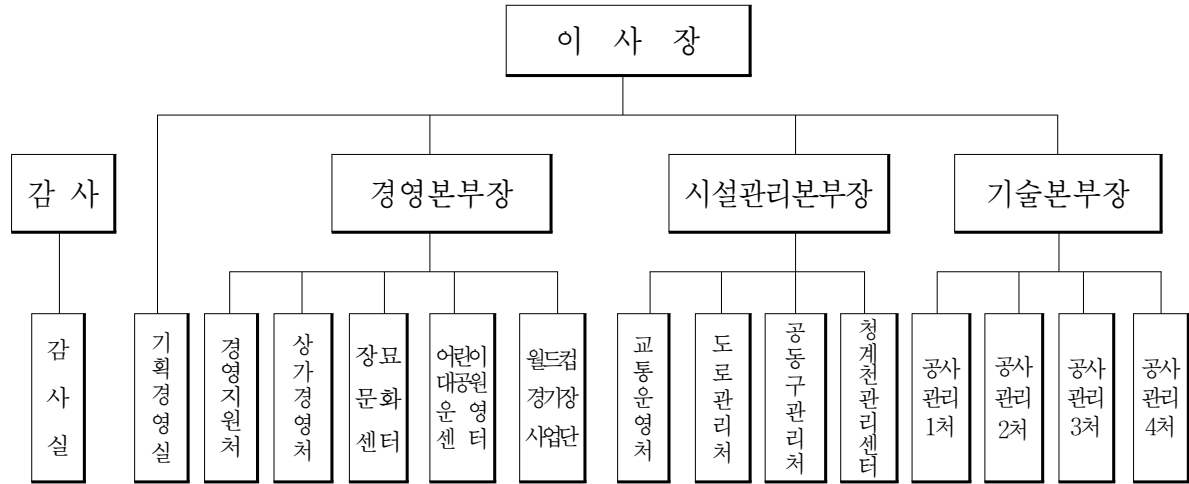 이 사 장
감 사
경영본부장
시설관리본부장
기술본부장
감
사
실
기
획
경
영
실
경
영
지
원
처
상
가
경
영
처
장묘
문화
센터
어린이
대공원
운 영
센 터
월드컵
경기장
사업단
교
통
운
영
처
도
로
관
리
처
공
동
구
관
리
처
청
계
천
관
리
센
터
공사
관리
1처
공사
관리
2처
공사
관리
3처
공사
관리
4처